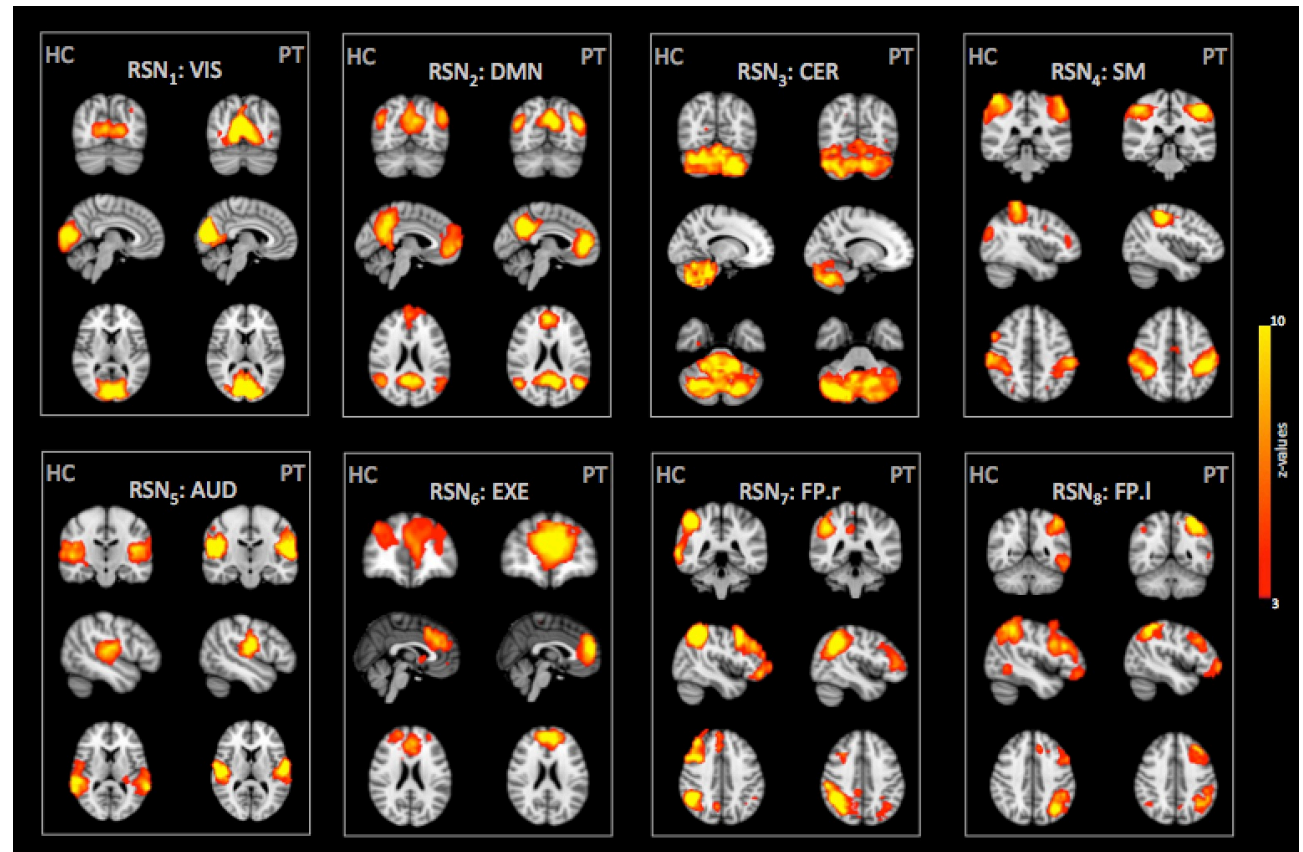 HC PT
RSN₁: VIS
HC PT
RSN₂: DMN
HC PT
RSN₃: CER
HC PT
RSN₄: SM
10
z-values
3
HC PT
RSN₅: AUD
HC PT
RSN₆: EXE
HC PT
RSN₇: FP.r
HC PT
RSN₈: FP.l